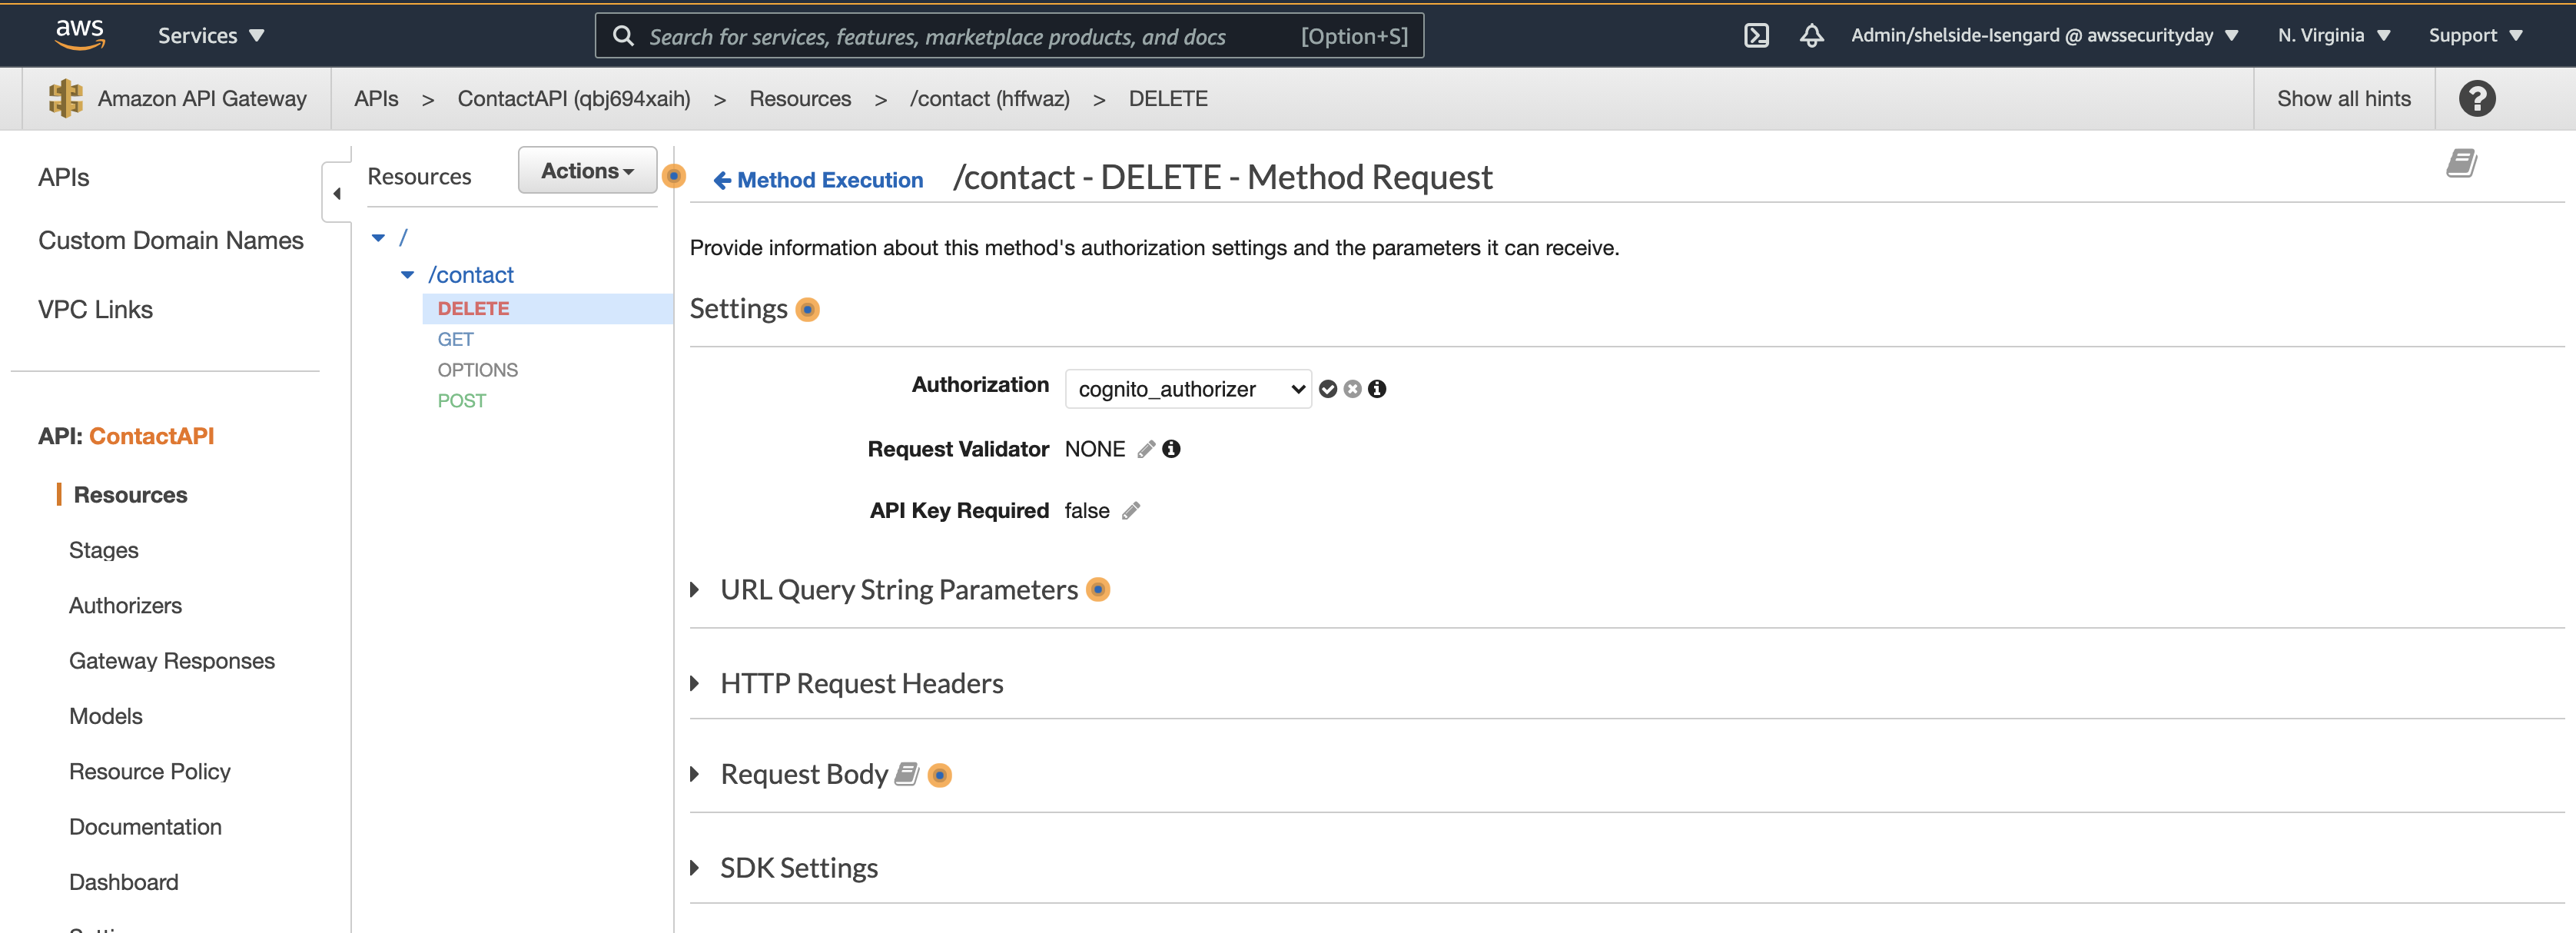 aws Services Search for services, features, marketplace products, and docs [Option+S] Admin/shelside-Isengard @ awssecurityday N. Virginia Support
Amazon API Gateway APIs > ContactAPI (qbj694xaih) > Resources > /contact (hffwaz) > DELETE Show all hints ?
APIs
Custom Domain Names
VPC Links
API: ContactAPI
Resources
Stages
Authorizers
Gateway Responses
Models
Resource Policy
Documentation
Dashboard
Resources Actions
/
/contact
DELETE
GET
OPTIONS
POST
Method Execution /contact - DELETE - Method Request
Provide information about this method's authorization settings and the parameters it can receive.
Settings
Authorization cognito_authorizer
Request Validator NONE
API Key Required false
URL Query String Parameters
HTTP Request Headers
Request Body
SDK Settings